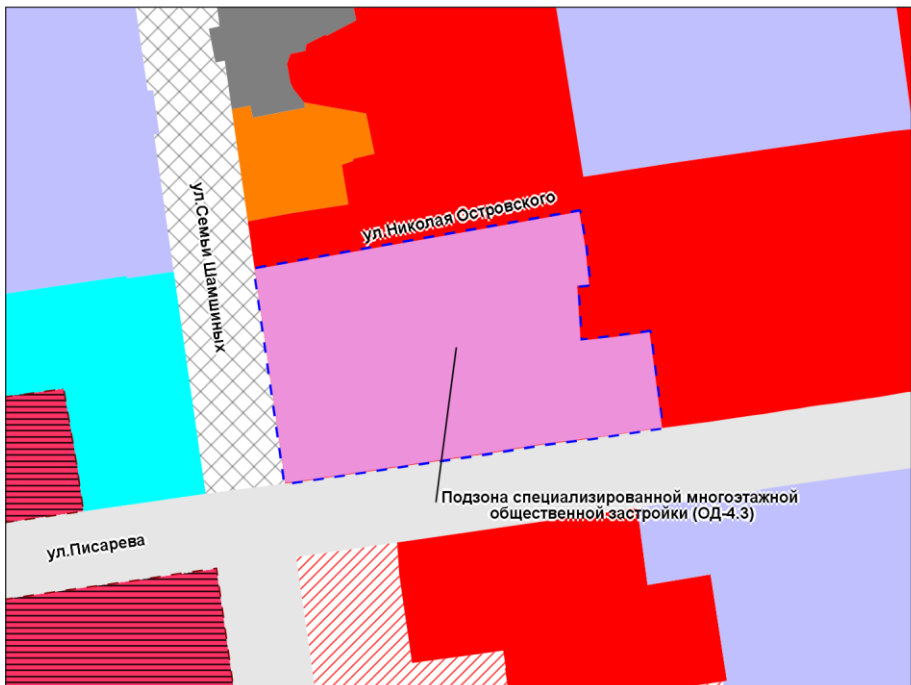 ул.Николая Островского
ул.Семьи Шамшиных
Подзона специализированной многоэтажной
общественной застройки (ОД-4.3)
ул.Писарева